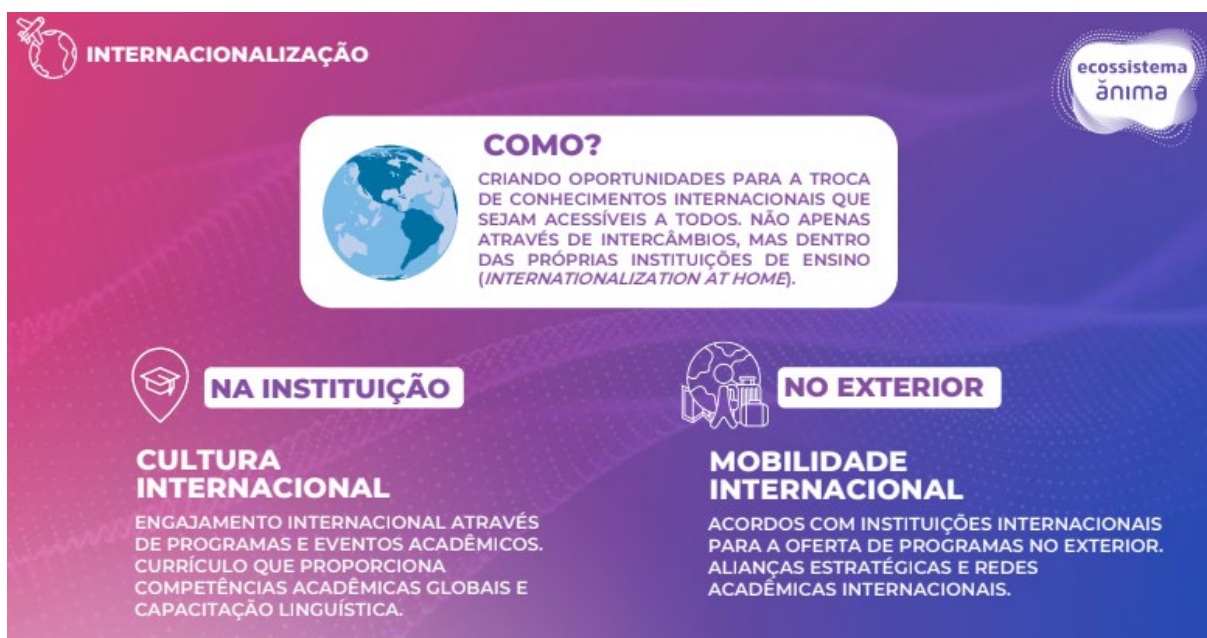 INTERNACIONALIZAÇÃO
ecossistema
ănıma
COMO?
CRIANDO OPORTUNIDADES PARA A TROCA
DE CONHECIMENTOS INTERNACIONAIS QUE
SEJAM ACESSÍVEIS A TODOS. NÃO APENAS
ATRAVÉS DE INTERCÂMBIOS, MAS DENTRO
DAS PRÓPRIAS INSTITUIÇÕES DE ENSINO
(INTERNATIONALIZATION AT HOME).
NA INSTITUIÇÃO
CULTURA
INTERNACIONAL
ENGAJAMENTO INTERNACIONAL ATRAVÉS
DE PROGRAMAS E EVENTOS ACADÊMICOS.
CURRÍCULO QUE PROPORCIONA
COMPETÊNCIAS ACADÊMICAS GLOBAIS E
CAPACITAÇÃO LINGUÍSTICA.
NO EXTERIOR
MOBILIDADE
INTERNACIONAL
ACORDOS COM INSTITUIÇÕES INTERNACIONAIS
PARA A OFERTA DE PROGRAMAS NO EXTERIOR.
ALIANÇAS ESTRATÉGICAS E REDES
ACADÊMICAS INTERNACIONAIS.